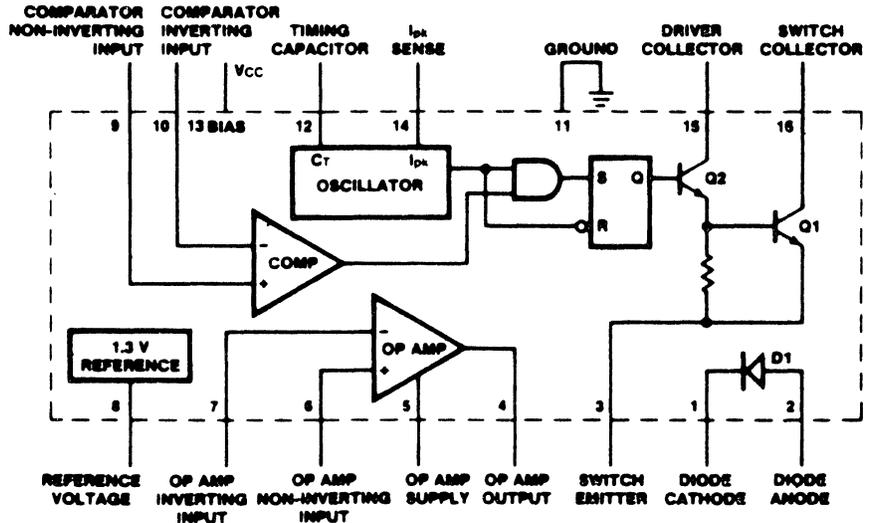 COMPARATOR
NON-INVERTING
INPUT
COMPARATOR
INVERTING
INPUT
VCC
TIMING
CAPACITOR
Ipk
SENSE
GROUND
DRIVER
COLLECTOR
SWITCH
COLLECTOR
9
10
13 BIAS
12
14
11
15
16
CT
Ipk
OSCILLATOR
S
Q
R
Q2
Q1
-
COMP
+
-
OP AMP
+
1.3 V
REFERENCE
D1
8
7
6
5
4
3
1
2
REFERENCE
VOLTAGE
OP AMP
INVERTING
INPUT
OP AMP
NON-INVERTING
INPUT
OP AMP
SUPPLY
OP AMP
OUTPUT
SWITCH
EMITTER
DIODE
CATHODE
DIODE
ANODE